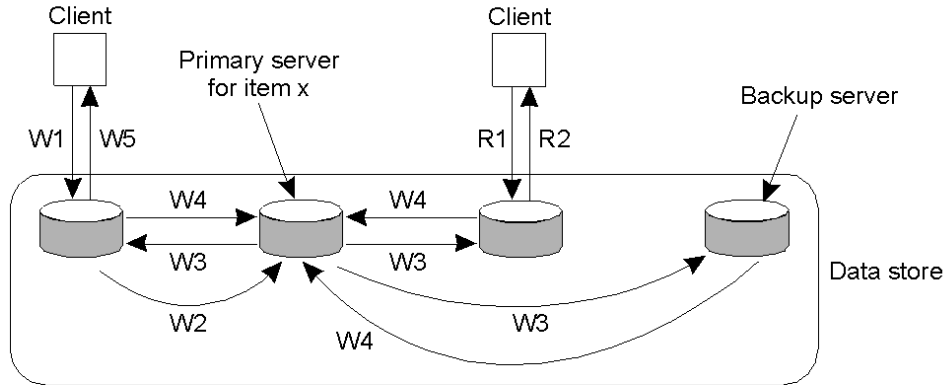 Client
Client
Primary server
for item x
Backup server
W1
W5
R1
R2
W4
W4
W3
W3
Data store
W2
W3
W4